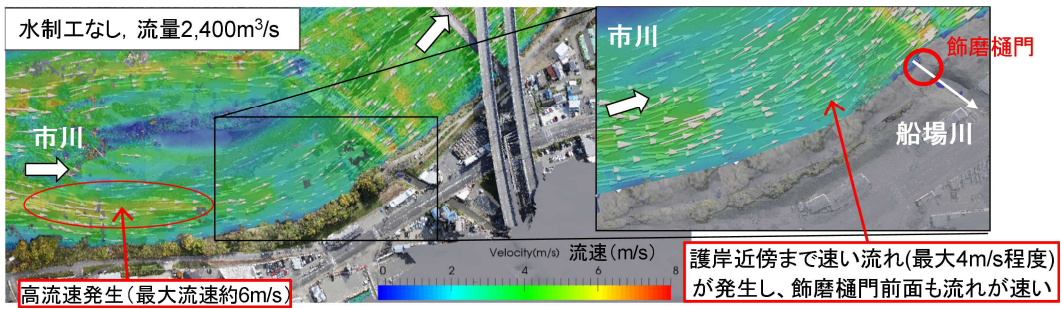 水制工なし，流量2,400m³/s
市川
高流速発生（最大流速約6m/s）
Velocity(m/s) 流速（m/s）
0 2 4 6 8
市川
飾磨樋門
船場川
護岸近傍まで速い流れ(最大4m/s程度)
が発生し、飾磨樋門前面も流れが速い